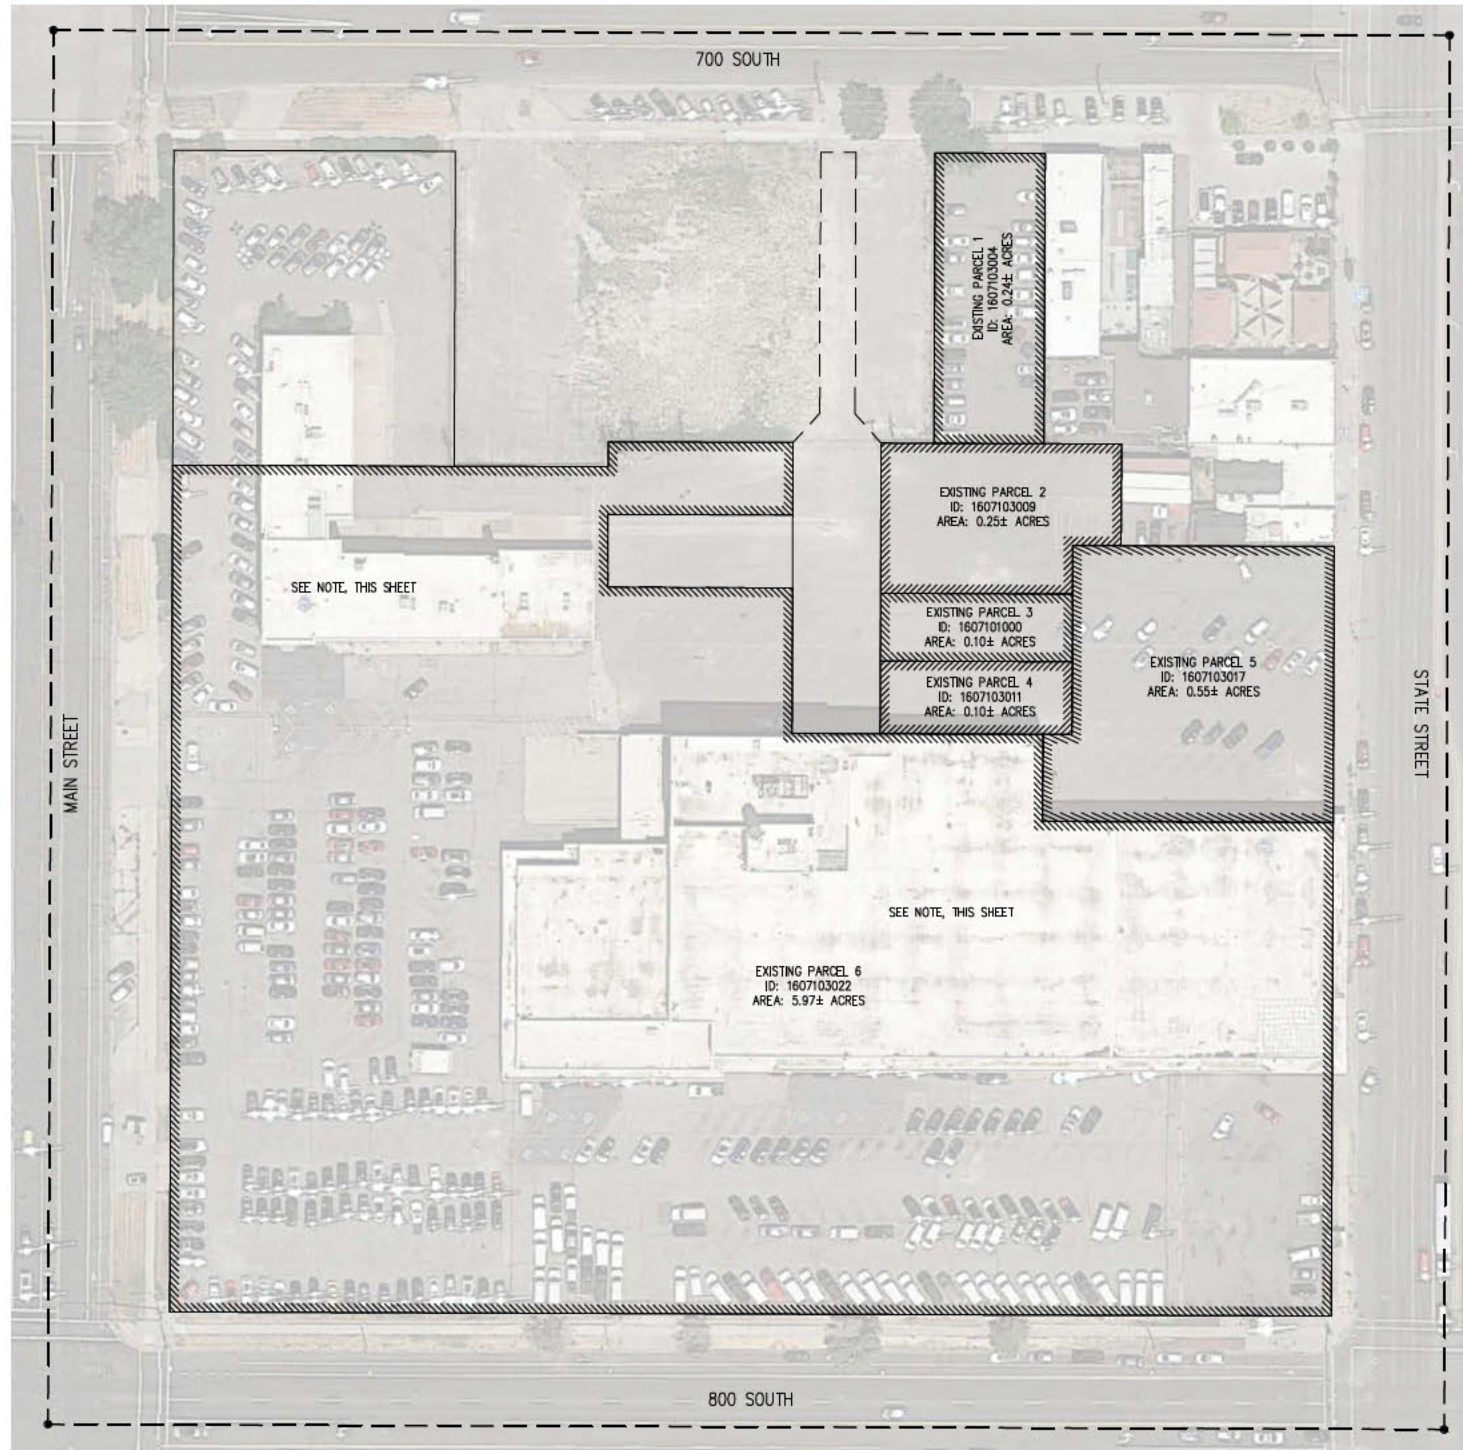 700 SOUTH
EXISTING PARCEL 1
ID: 1607103004
AREA: 0.24± ACRES
EXISTING PARCEL 2
ID: 1607103009
AREA: 0.25± ACRES
SEE NOTE, THIS SHEET
EXISTING PARCEL 3
ID: 1607101000
AREA: 0.10± ACRES
EXISTING PARCEL 4
ID: 1607103011
AREA: 0.10± ACRES
EXISTING PARCEL 5
ID: 1607103017
AREA: 0.55± ACRES
MAIN STREET
STATE STREET
SEE NOTE, THIS SHEET
EXISTING PARCEL 6
ID: 1607103022
AREA: 5.97± ACRES
800 SOUTH